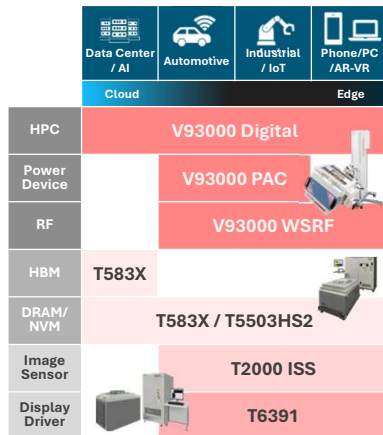 Data Center
/ AI
Automotive
Industrial
/ IoT
Phone/PC
/AR-VR
Cloud
Edge
HPC
V93000 Digital
Power
Device
V93000 PAC
RF
V93000 WSRF
HBM
T583X
DRAM/
NVM
T583X / T5503HS2
Image
Sensor
T2000 ISS
Display
Driver
T6391